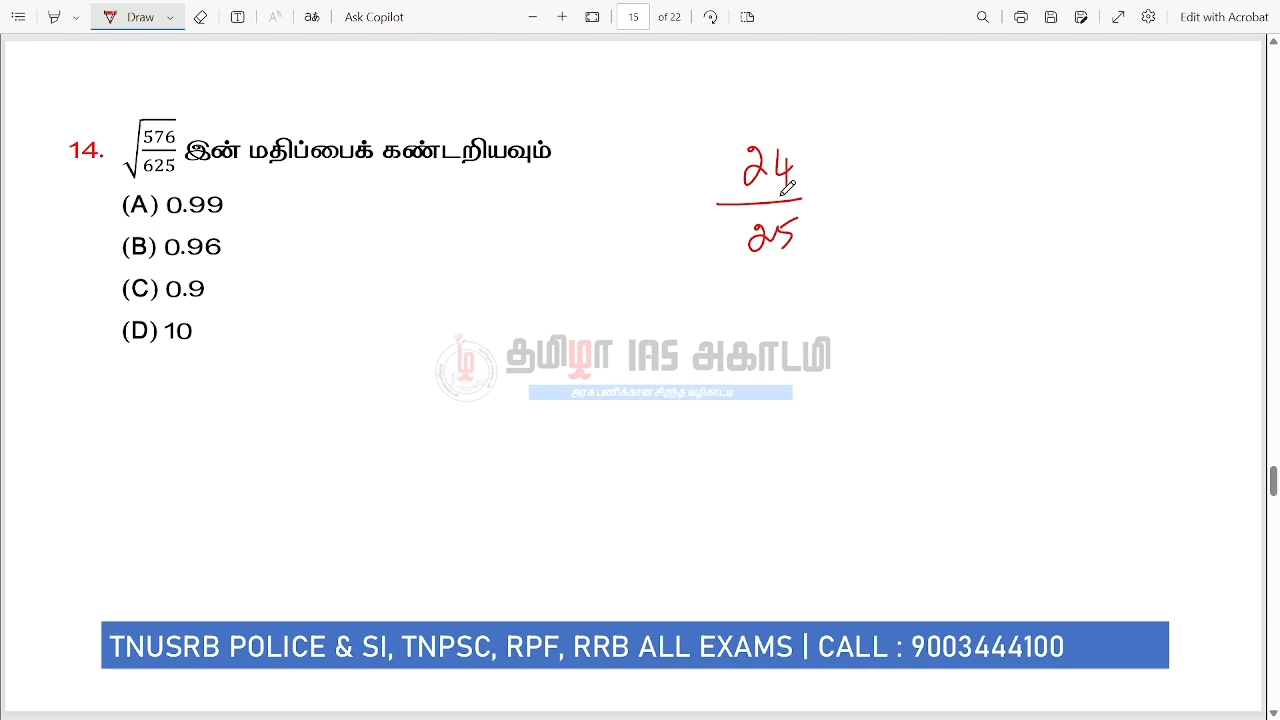 Draw
Ask Copilot
15 of 22
Edit with Acrobat
14. √576/625 இன் மதிப்பைக் கண்டறியவும்
(A) 0.99
(B) 0.96
(C) 0.9
(D) 10
24
25
தமிழா IAS அகாடமி
அரசு பணிக்கான சிறந்த வழிகாட்டி
TNUSRB POLICE & SI, TNPSC, RPF, RRB ALL EXAMS | CALL : 9003444100